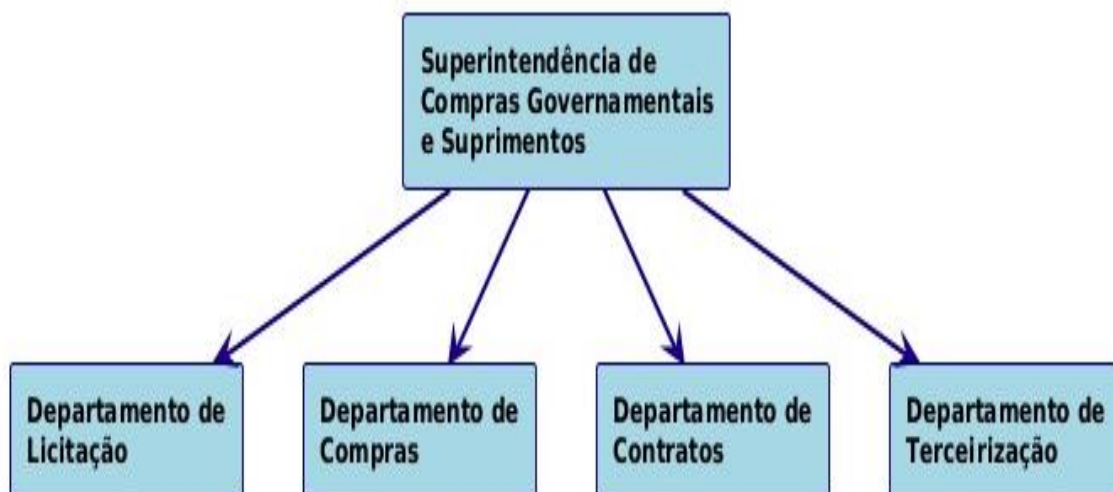 Superintendência de
Compras Governamentais
e Suprimentos
Departamento de
Licitação
Departamento de
Compras
Departamento de
Contratos
Departamento de
Terceirização